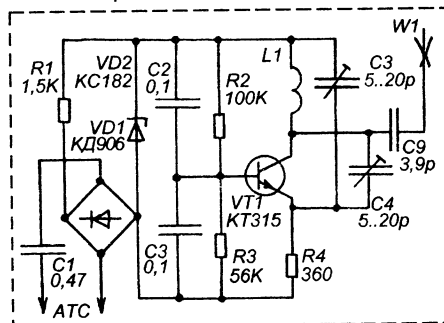 R1
1,5K
VD2
КС182
C2
0,1
R2
100K
L1
C3
5..20p
W1
VD1
КД906
VT1
КТ315
C9
3,9p
C4
5..20p
C1
0,47
C3
0,1
R3
56K
R4
360
АТС